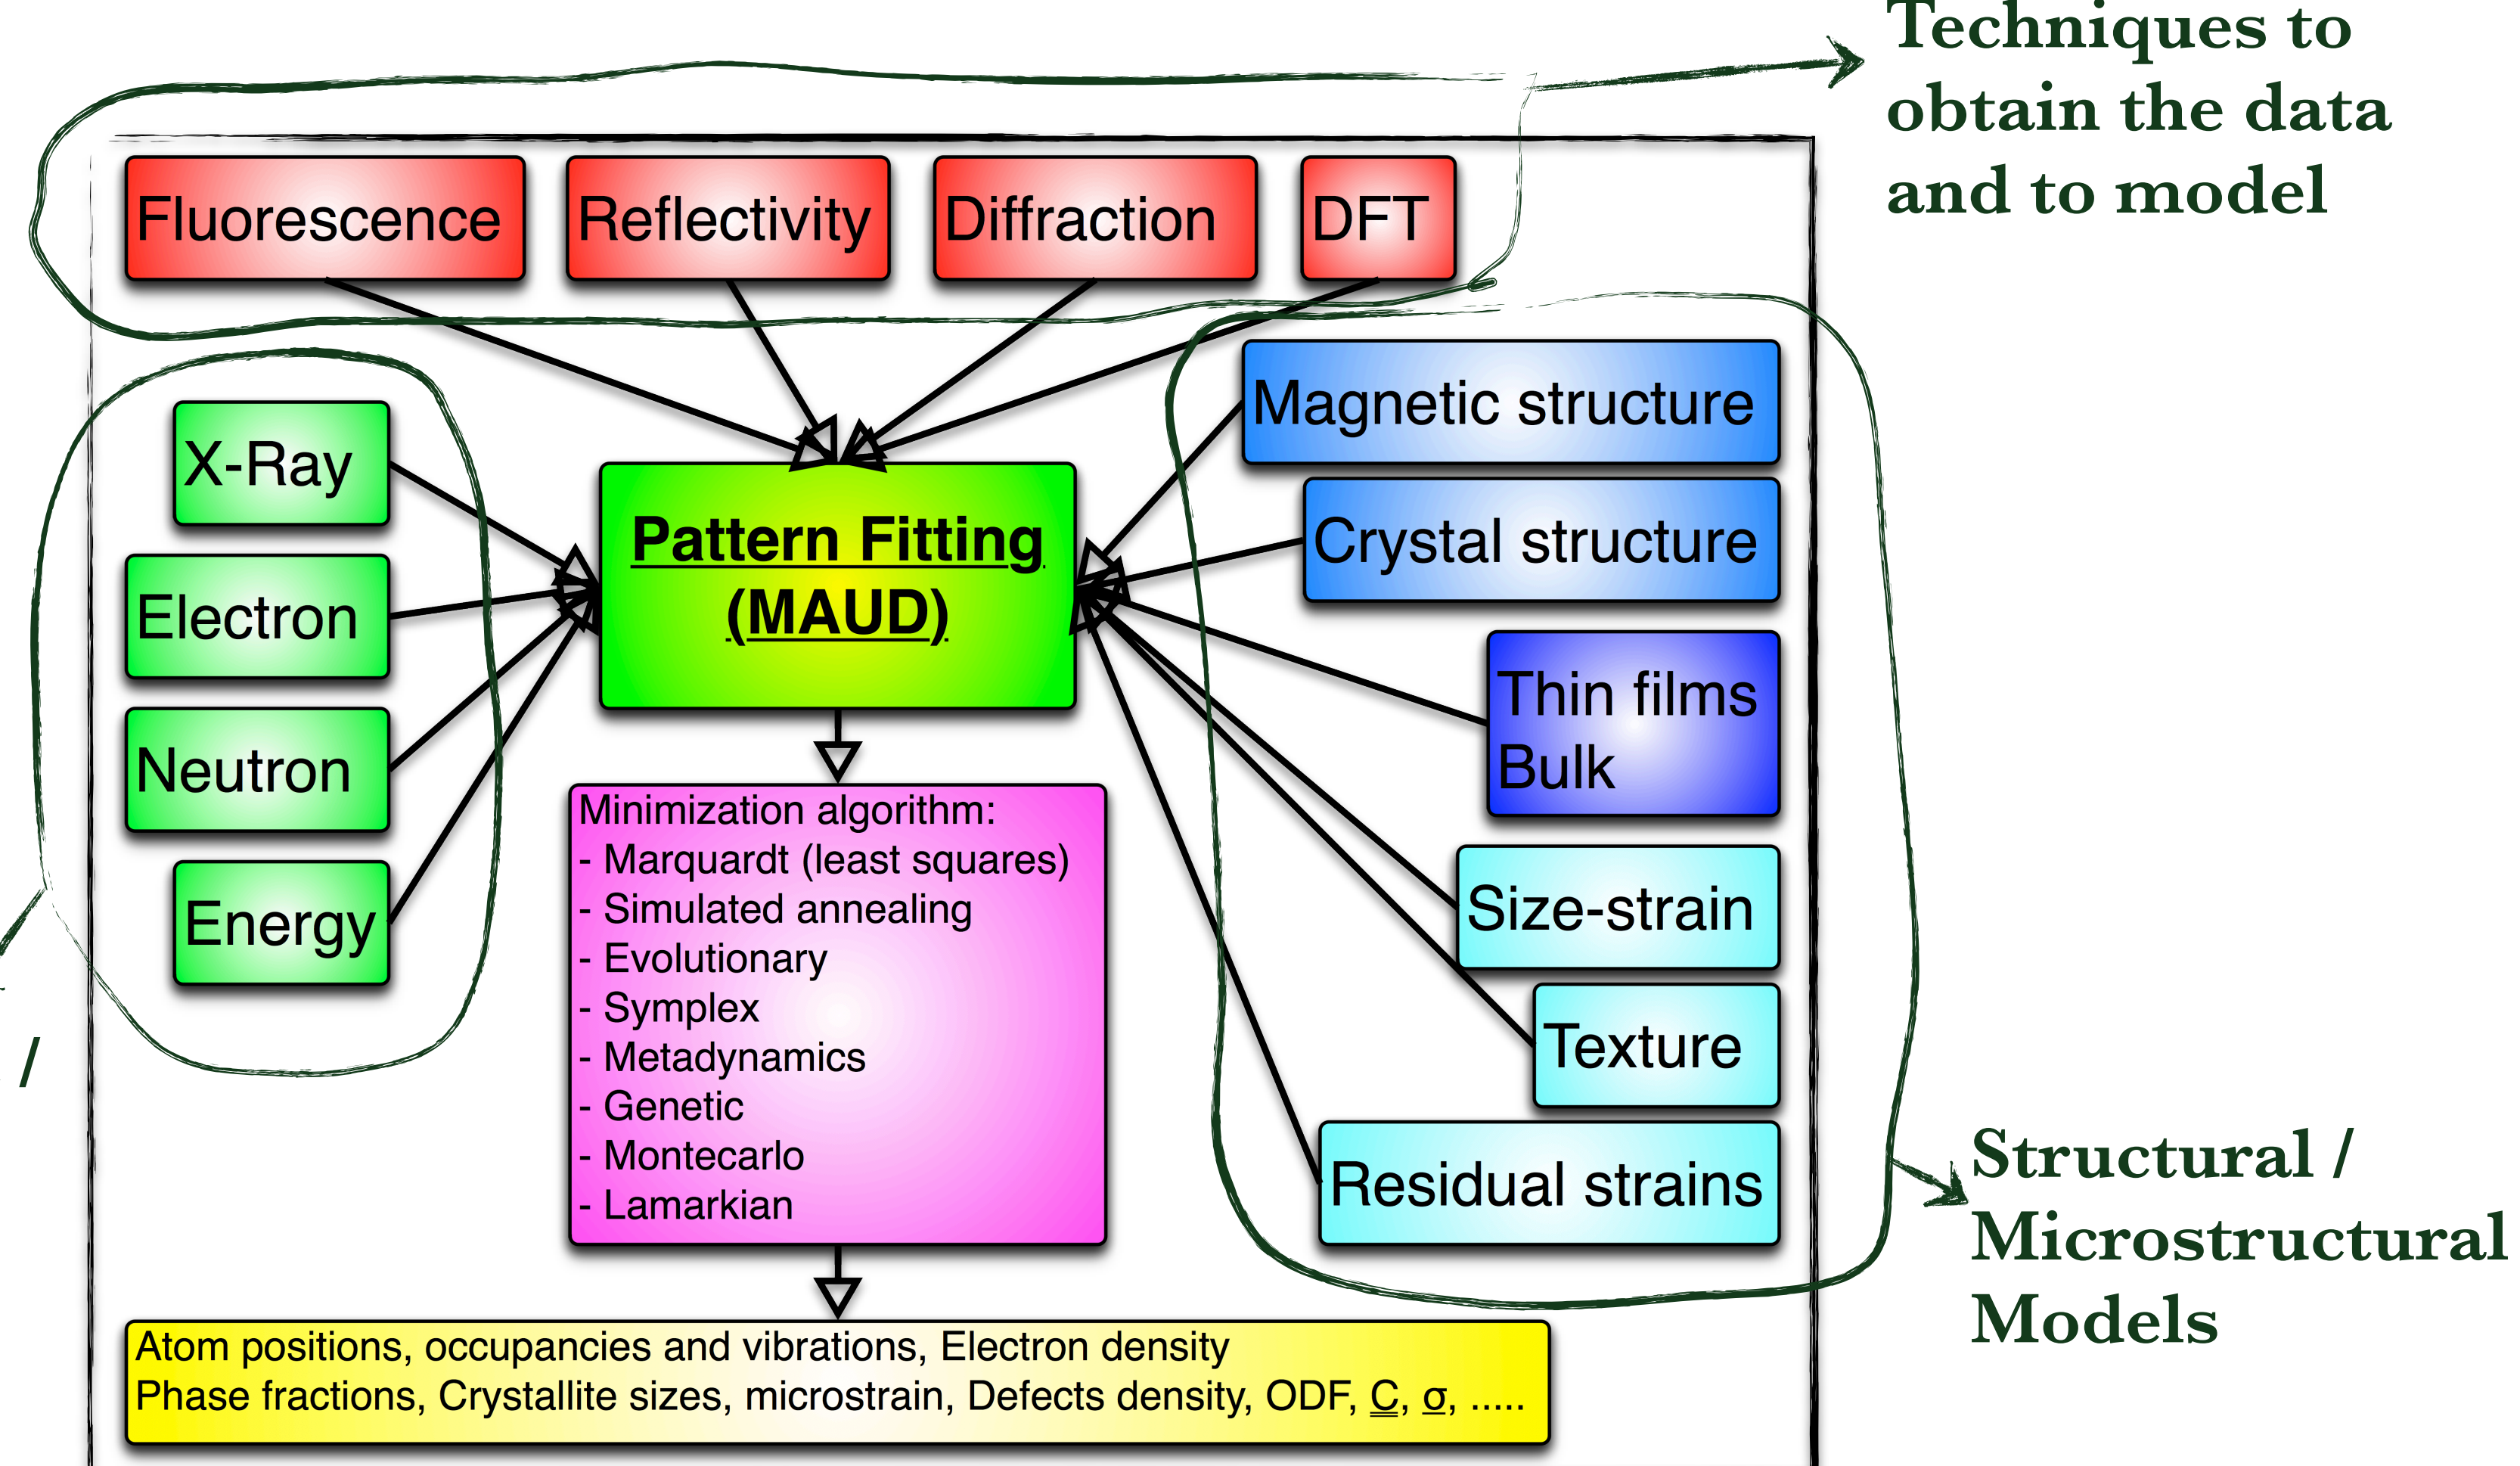 Techniques to
obtain the data
and to model
Fluorescence
Reflectivity
Diffraction
DFT
X-Ray
Electron
Neutron
Energy
Pattern Fitting
(MAUD)
Magnetic structure
Crystal structure
Thin films
Bulk
Size-strain
Texture
Residual strains
Minimization algorithm:
- Marquardt (least squares)
- Simulated annealing
- Evolutionary
- Symplex
- Metadynamics
- Genetic
- Montecarlo
- Lamarkian
/
Structural /
Microstructural
Models
Atom positions, occupancies and vibrations, Electron density
Phase fractions, Crystallite sizes, microstrain, Defects density, ODF, C, σ, .....